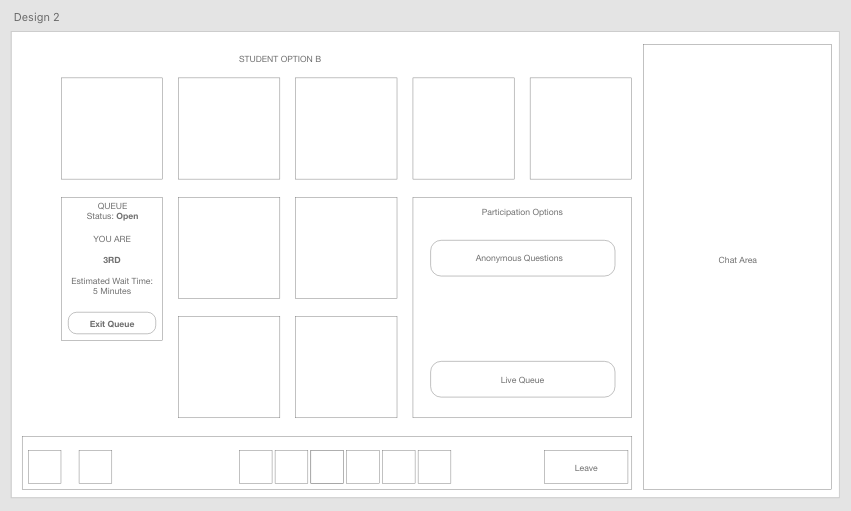 Design 2
STUDENT OPTION B
QUEUE
Status: Open
YOU ARE
3RD
Estimated Wait Time:
5 Minutes
Exit Queue
Participation Options
Anonymous Questions
Live Queue
Chat Area
Leave